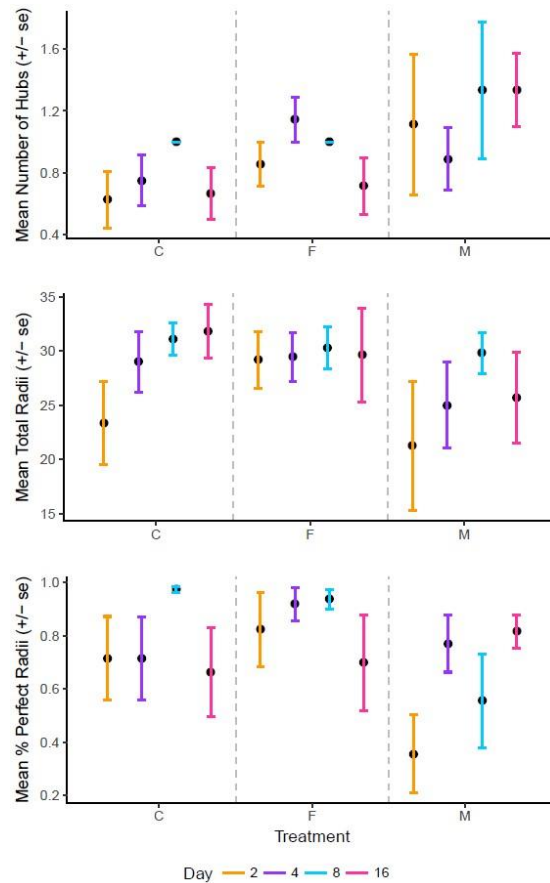 Mean Number of Hubs (+/− se)
1.6
1.2
0.8
0.4
C F M
Mean Total Radii (+/− se)
35
30
25
20
15
C F M
Mean % Perfect Radii (+/− se)
1.0
0.8
0.6
0.4
0.2
C F M
Treatment
Day 2 4 8 16